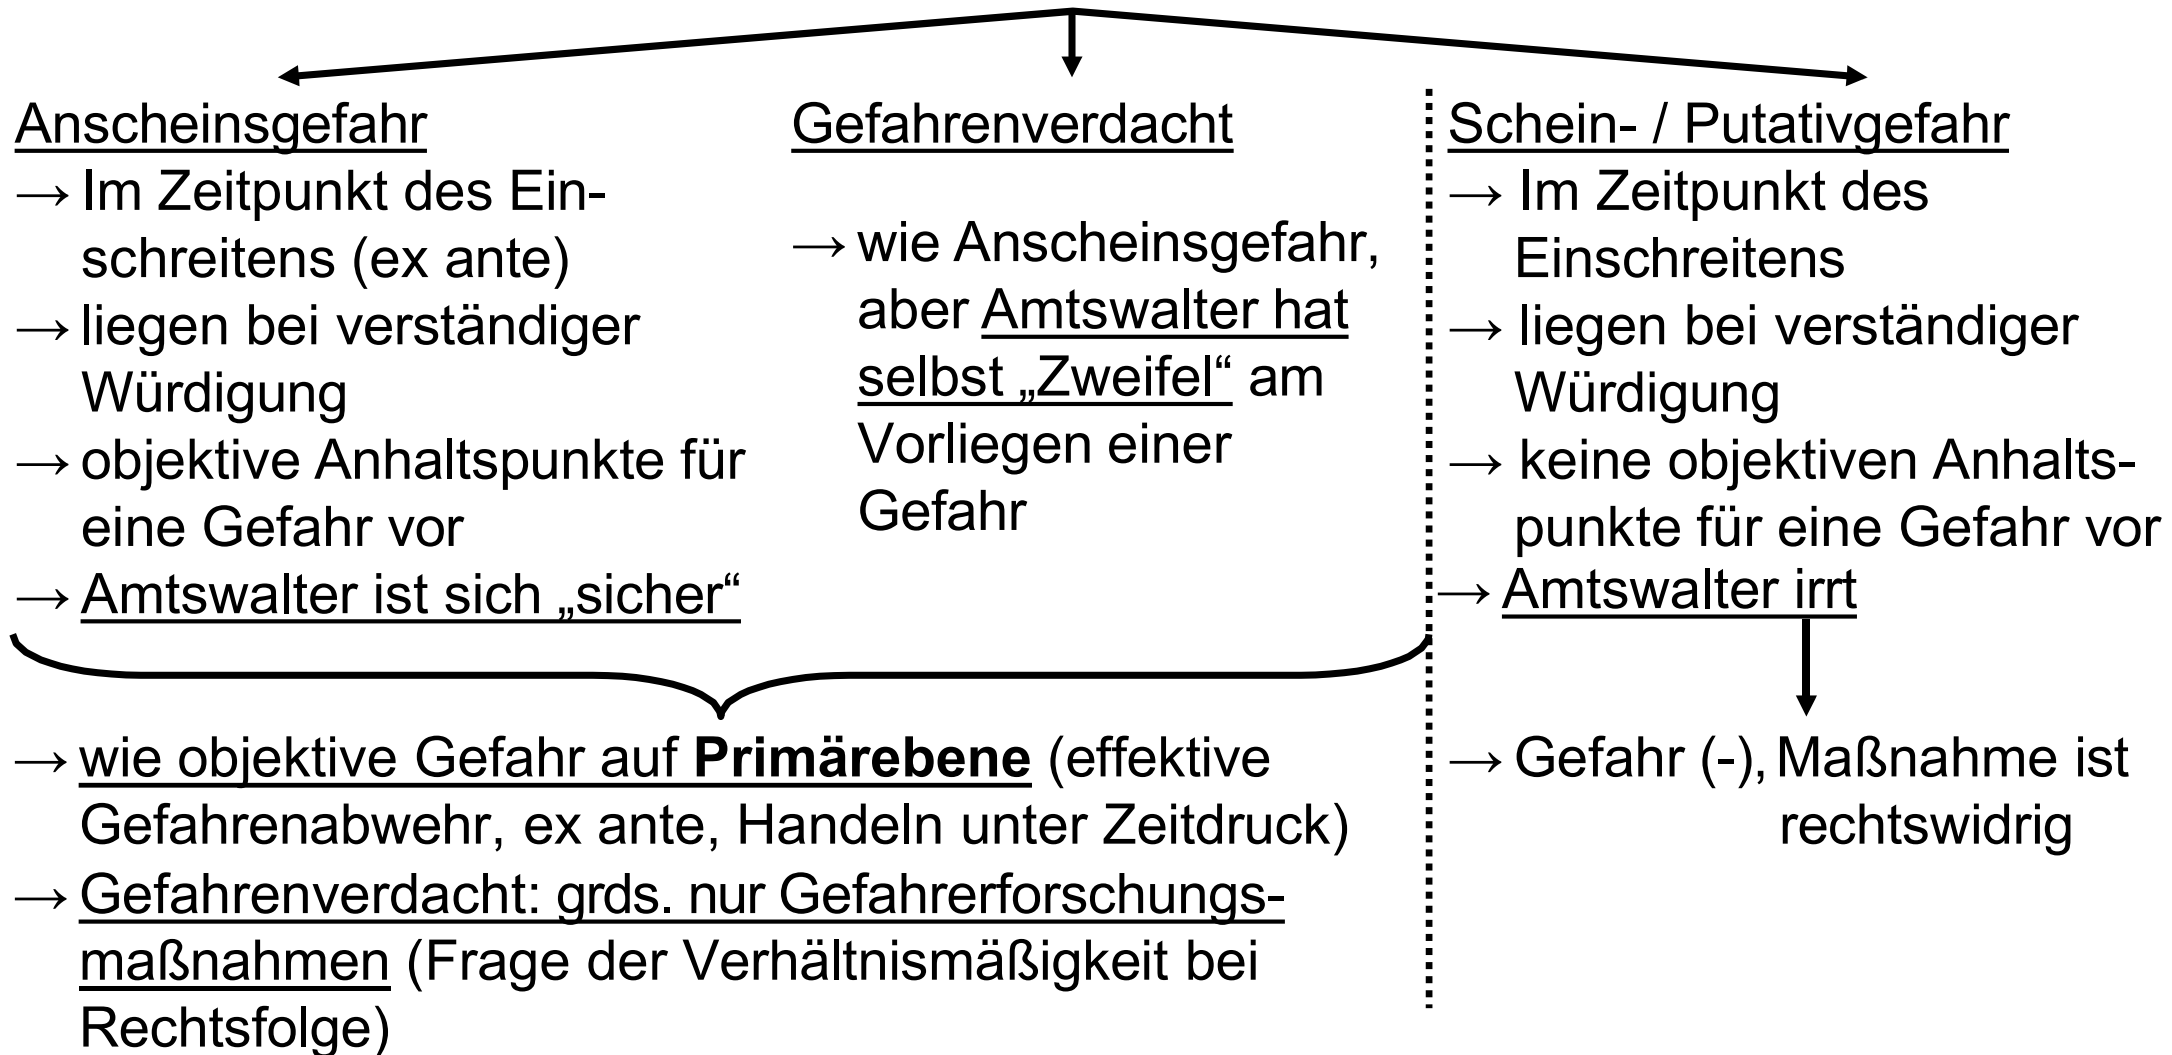 Anscheinsgefahr
→ Im Zeitpunkt des Ein-
schreitens (ex ante)
→ liegen bei verständiger
Würdigung
→ objektive Anhaltspunkte für
eine Gefahr vor
→ Amtswalter ist sich „sicher“
Gefahrenverdacht
→ wie Anscheinsgefahr,
aber Amtswalter hat
selbst „Zweifel“ am
Vorliegen einer
Gefahr
→ wie objektive Gefahr auf Primärebene (effektive
Gefahrenabwehr, ex ante, Handeln unter Zeitdruck)
→ Gefahrenverdacht: grds. nur Gefahrerforschungs-
maßnahmen (Frage der Verhältnismäßigkeit bei
Rechtsfolge)
Schein- / Putativgefahr
→ Im Zeitpunkt des
Einschreitens
→ liegen bei verständiger
Würdigung
→ keine objektiven Anhalts-
punkte für eine Gefahr vor
→ Amtswalter irrt
→ Gefahr (-), Maßnahme ist
rechtswidrig